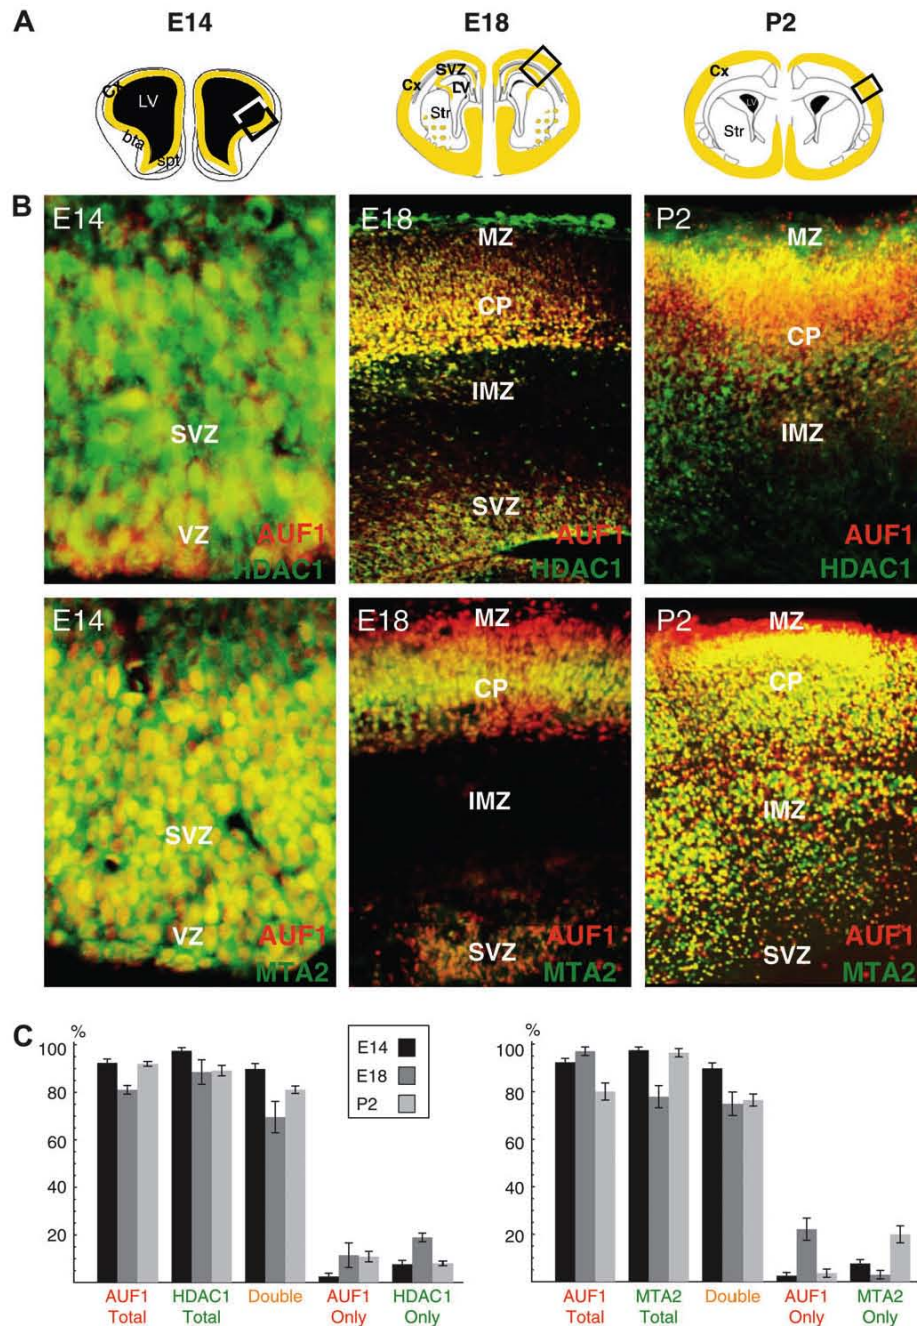 A
E14
E18
P2
Cx
LV
bta
spt
Cx
SVZ
LV
Str
Cx
LV
Str
B
E14
SVZ
VZ
AUF1
HDAC1
E18
MZ
CP
IMZ
SVZ
AUF1
HDAC1
P2
MZ
CP
IMZ
AUF1
HDAC1
E14
SVZ
VZ
AUF1
MTA2
E18
MZ
CP
IMZ
SVZ
AUF1
MTA2
P2
MZ
CP
IMZ
SVZ
AUF1
MTA2
C
%
100
80
60
40
20
AUF1 Total
HDAC1 Total
Double
AUF1 Only
HDAC1 Only
E14
E18
P2
%
100
80
60
40
20
AUF1 Total
MTA2 Total
Double
AUF1 Only
MTA2 Only